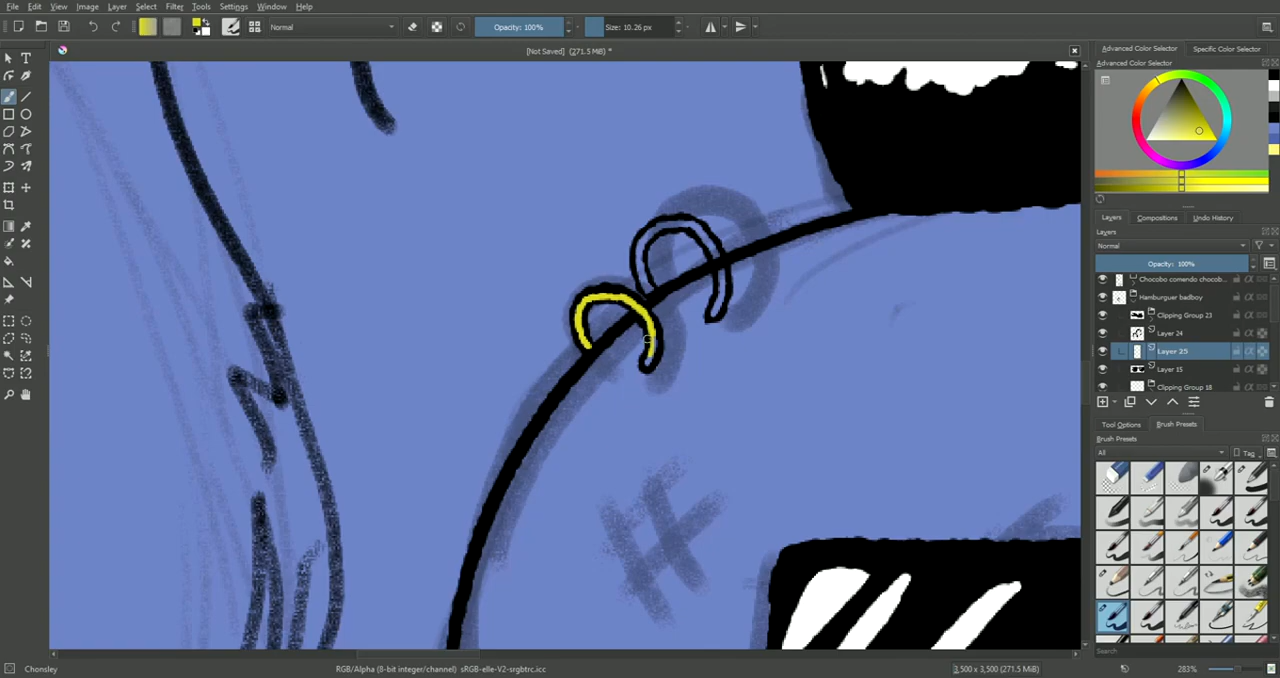 File Edit View Image Layer Select Filter Tools Settings Window Help
Normal
Opacity: 100%
Size: 10.26 px
[Not Saved] (271.5 MiB) *
Advanced Color Selector Specific Color Selector
Advanced Color Selector
Layers Compositions Undo History
Layers
Normal
Opacity: 100%
Chocobo comendo chocob...
Hamburguer badboy
Clipping Group 23
Layer 24
Layer 25
Layer 15
Clipping Group 18
Tool Options Brush Presets
Brush Presets
All
Tag
Search
Chonsley
RGB/Alpha (8-bit integer/channel) sRGB-elle-V2-srgbtrc.icc
3,500 x 3,500 (271.5 MiB)
283%